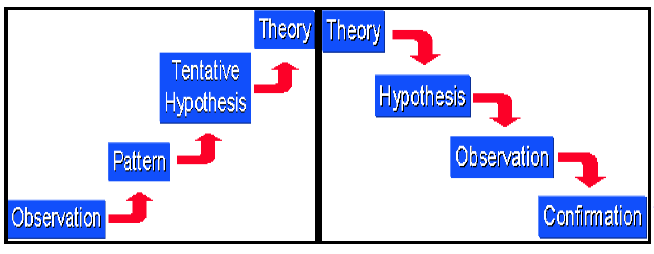 Theory
Tentative
Hypothesis
Pattern
Observation
Theory
Hypothesis
Observation
Confirmation